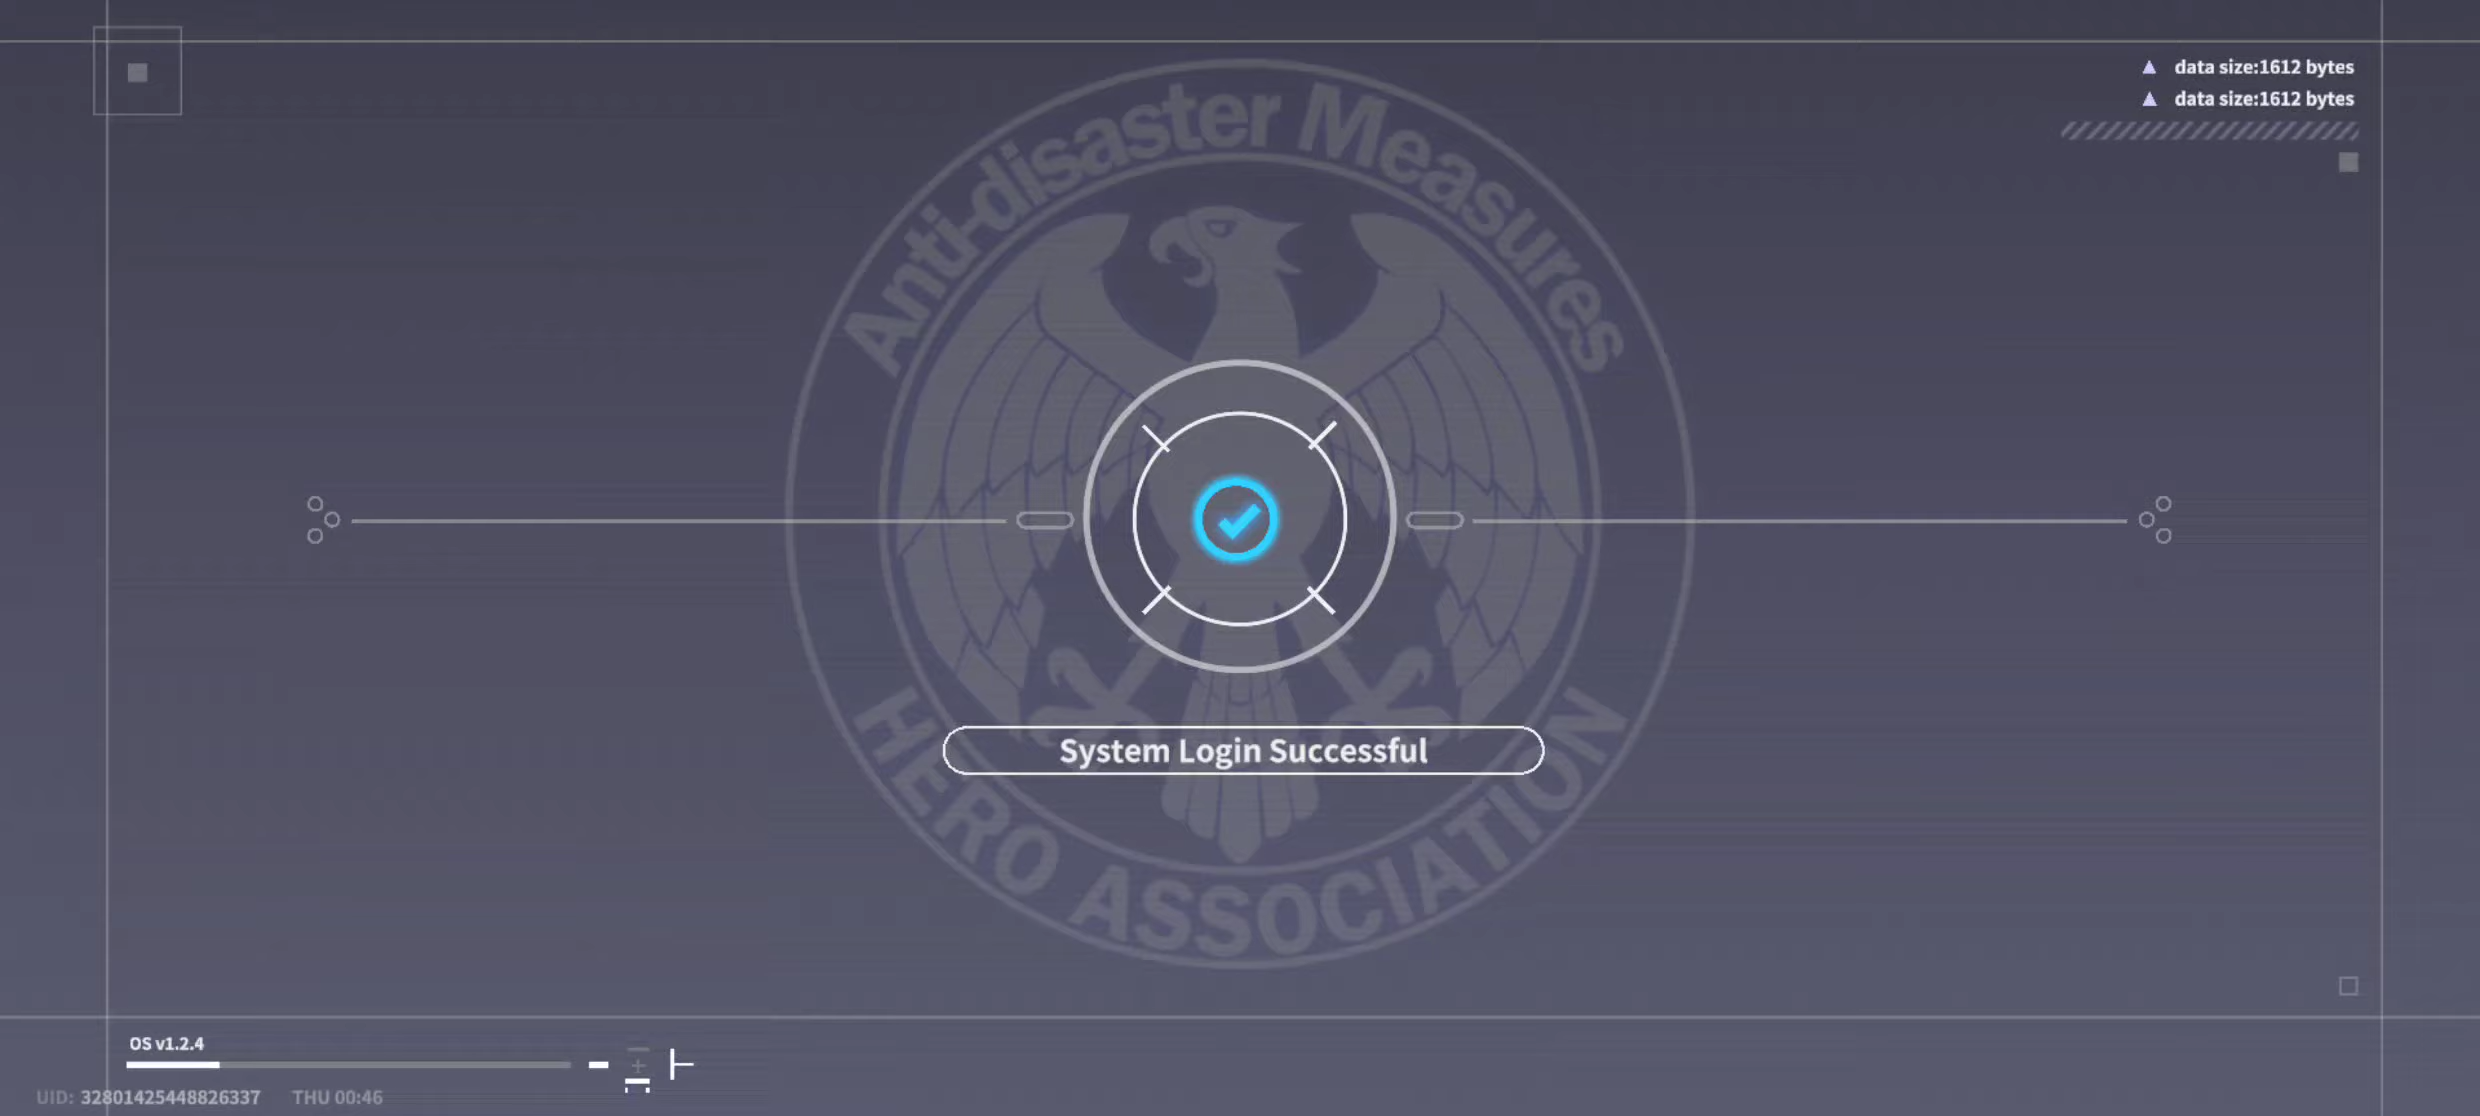 data size:1612 bytes
data size:1612 bytes
Anti-disaster Measures
System Login Successful
HERO ASSOCIATION
OS v1.2.4
UID: 32801425448826337 THU 00:46